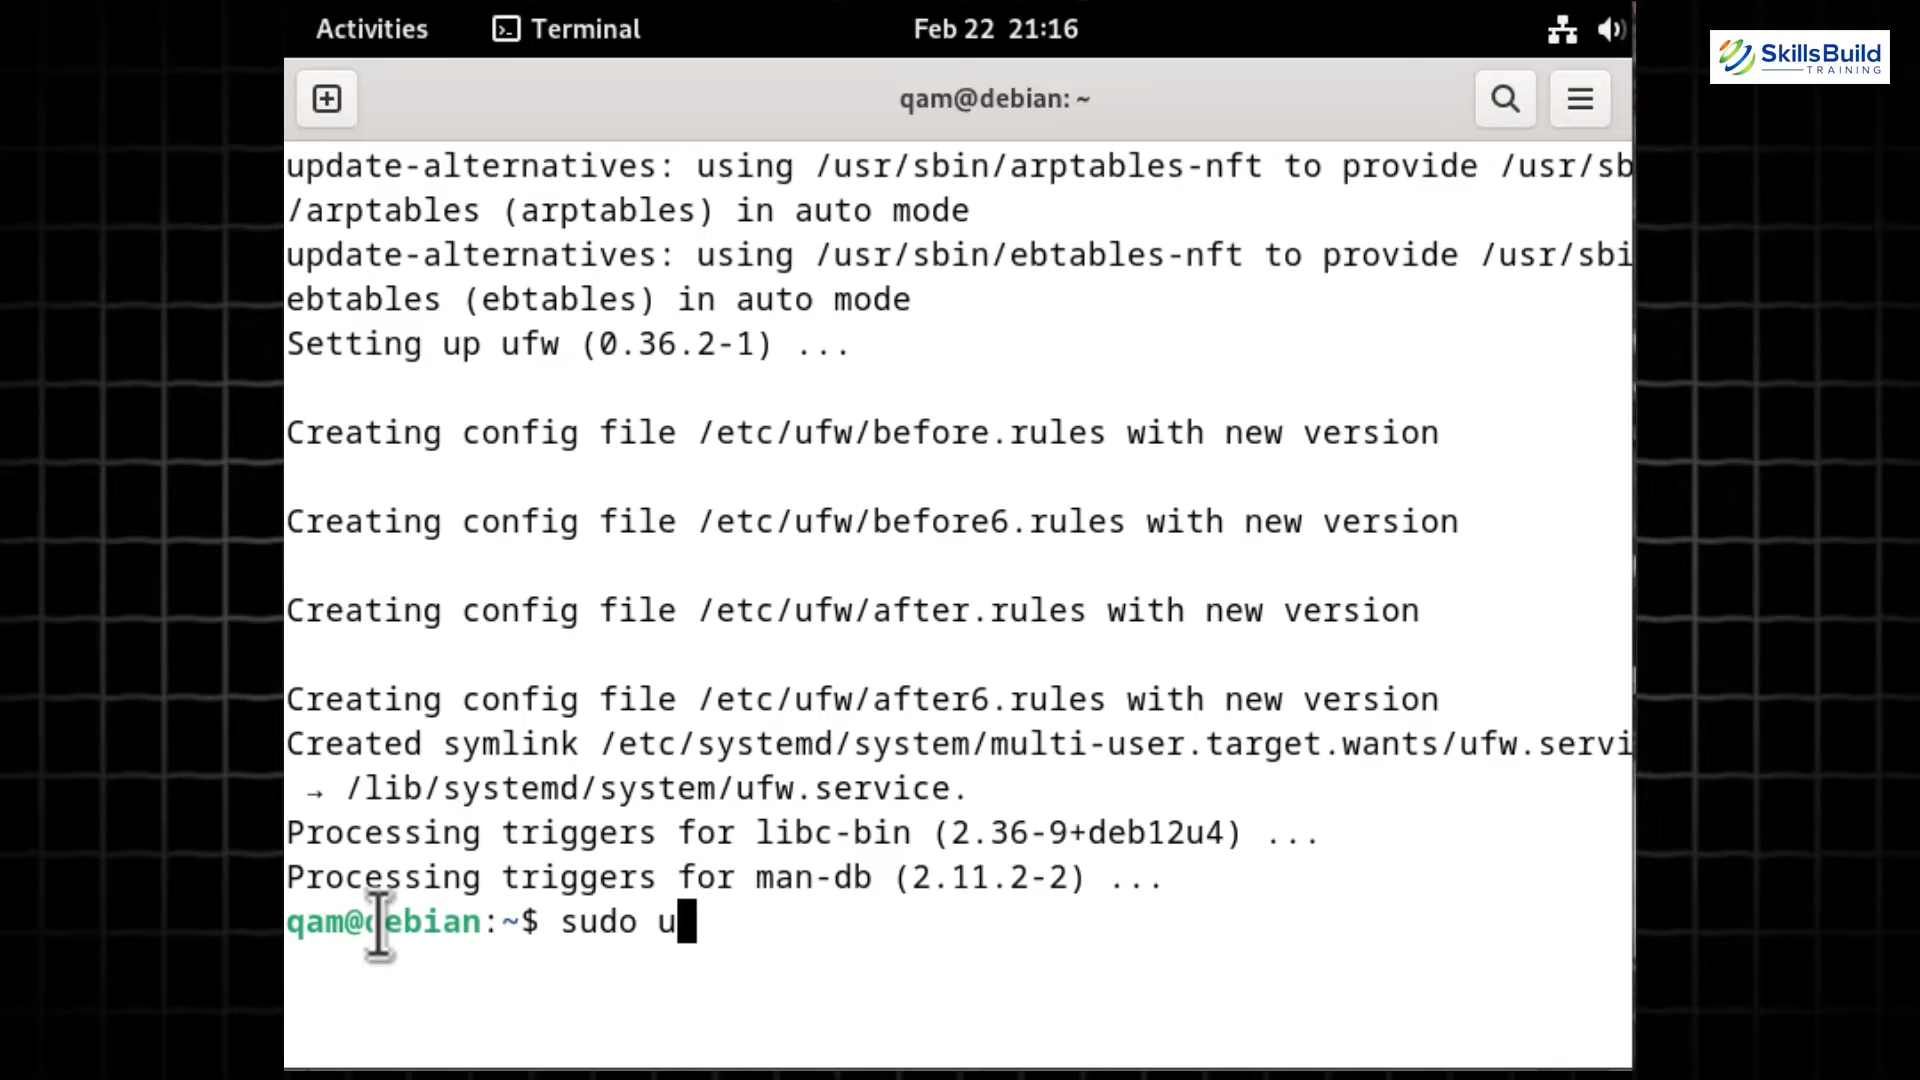 Activities Terminal Feb 22 21:16
SkillsBuild
TRAINING
qam@debian: ~
update-alternatives: using /usr/sbin/arptables-nft to provide /usr/sb
/arptables (arptables) in auto mode
update-alternatives: using /usr/sbin/ebtables-nft to provide /usr/sbi
ebtables (ebtables) in auto mode
Setting up ufw (0.36.2-1) ...
Creating config file /etc/ufw/before.rules with new version
Creating config file /etc/ufw/before6.rules with new version
Creating config file /etc/ufw/after.rules with new version
Creating config file /etc/ufw/after6.rules with new version
Created symlink /etc/systemd/system/multi-user.target.wants/ufw.servi
→ /lib/systemd/system/ufw.service.
Processing triggers for libc-bin (2.36-9+deb12u4) ...
Processing triggers for man-db (2.11.2-2) ...
qam@debian:~$ sudo u